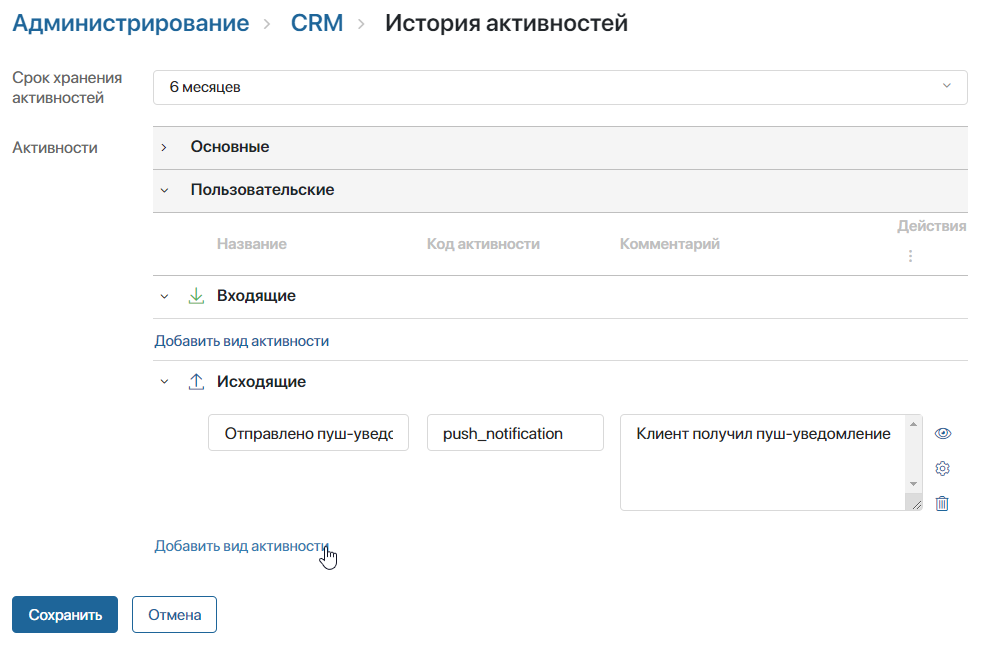 Администрирование > CRM > История активностей
Срок хранения
активностей
6 месяцев
Активности
Основные
Пользовательские
Название Код активности Комментарий Действия
Входящие
Добавить вид активности
Исходящие
Отправлено пуш-уведо push_notification Клиент получил пуш-уведомление
Добавить вид активности
Сохранить Отмена